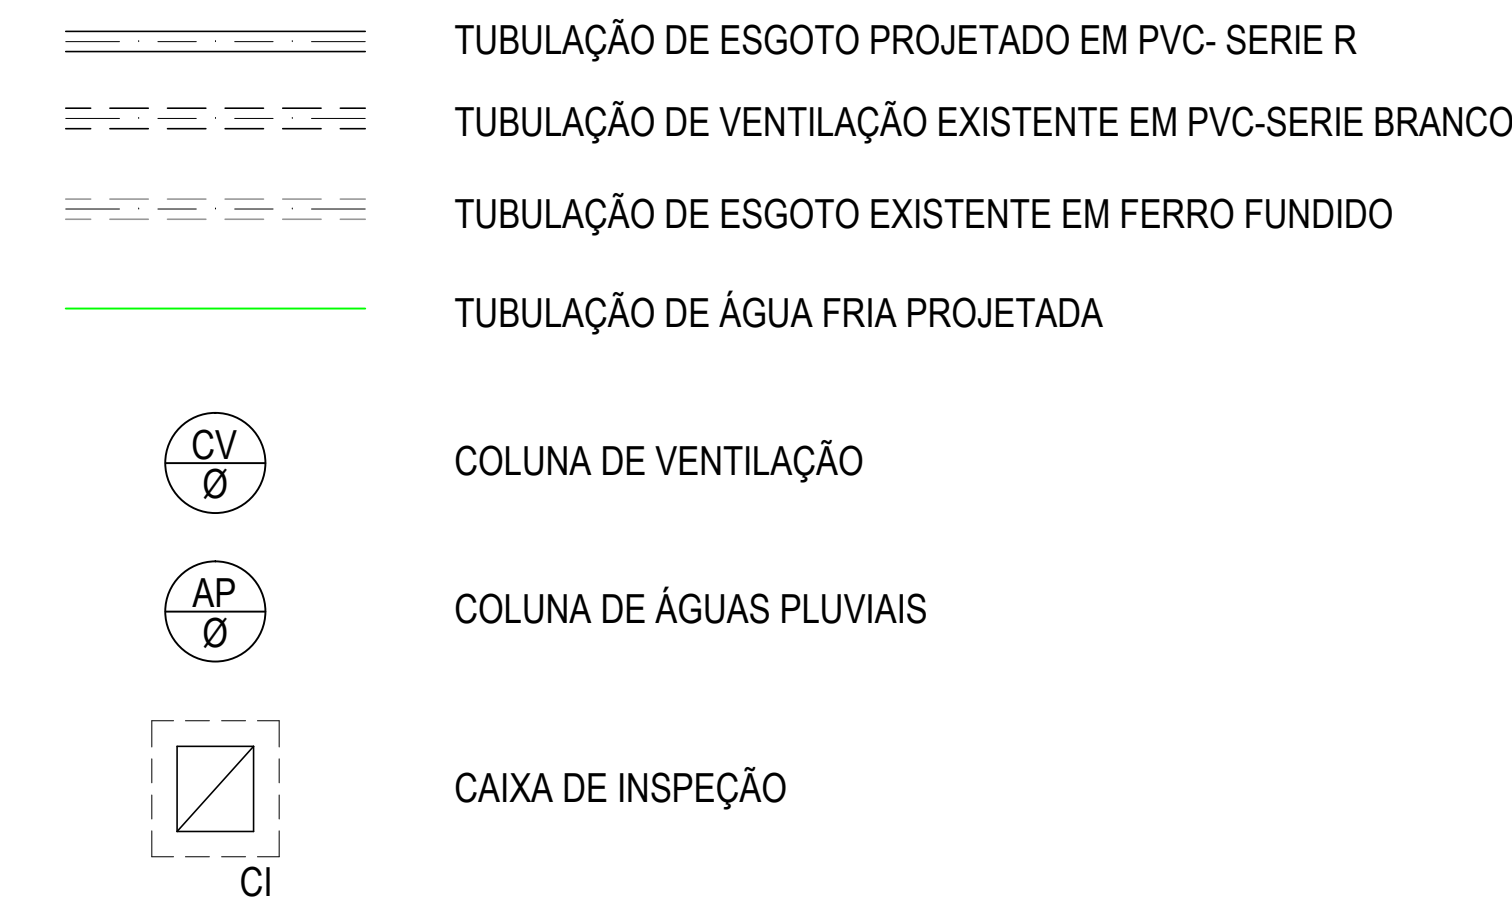 TUBULAÇÃO DE ESGOTO PROJETADO EM PVC- SERIE R
TUBULAÇÃO DE VENTILAÇÃO EXISTENTE EM PVC-SERIE BRANCO
TUBULAÇÃO DE ESGOTO EXISTENTE EM FERRO FUNDIDO
TUBULAÇÃO DE ÁGUA FRIA PROJETADA
CV
Ø
COLUNA DE VENTILAÇÃO
AP
Ø
COLUNA DE ÁGUAS PLUVIAIS
CAIXA DE INSPEÇÃO
CI